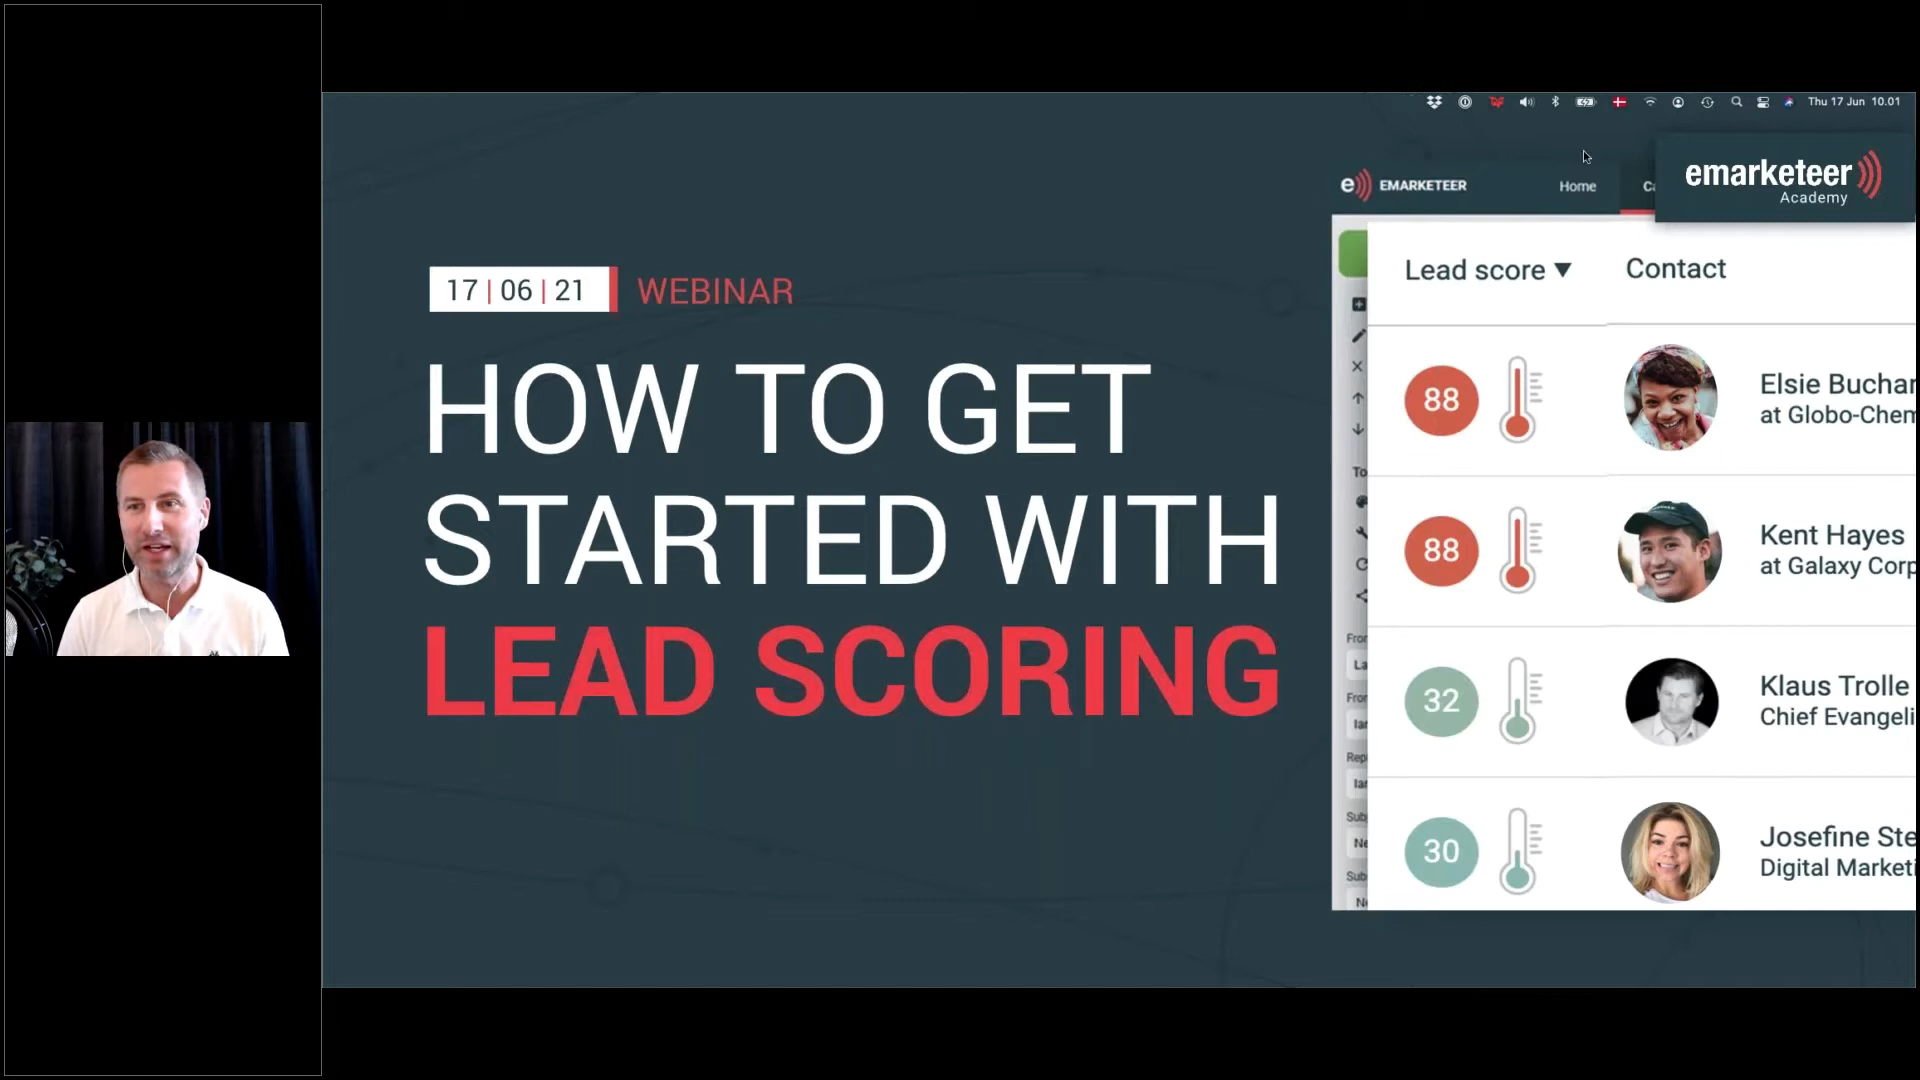 Thu 17 Jun 10.01
emarketeer
Academy
e EMARKETEER
Home
17 | 06 | 21
WEBINAR
HOW TO GET
STARTED WITH
LEAD SCORING
Lead score ▼
Contact
88
Elsie Buchan
at Globo-Chem
88
Kent Hayes
at Galaxy Corp
32
Klaus Trolle
Chief Evangeli
30
Josefine Ste
Digital Marketi